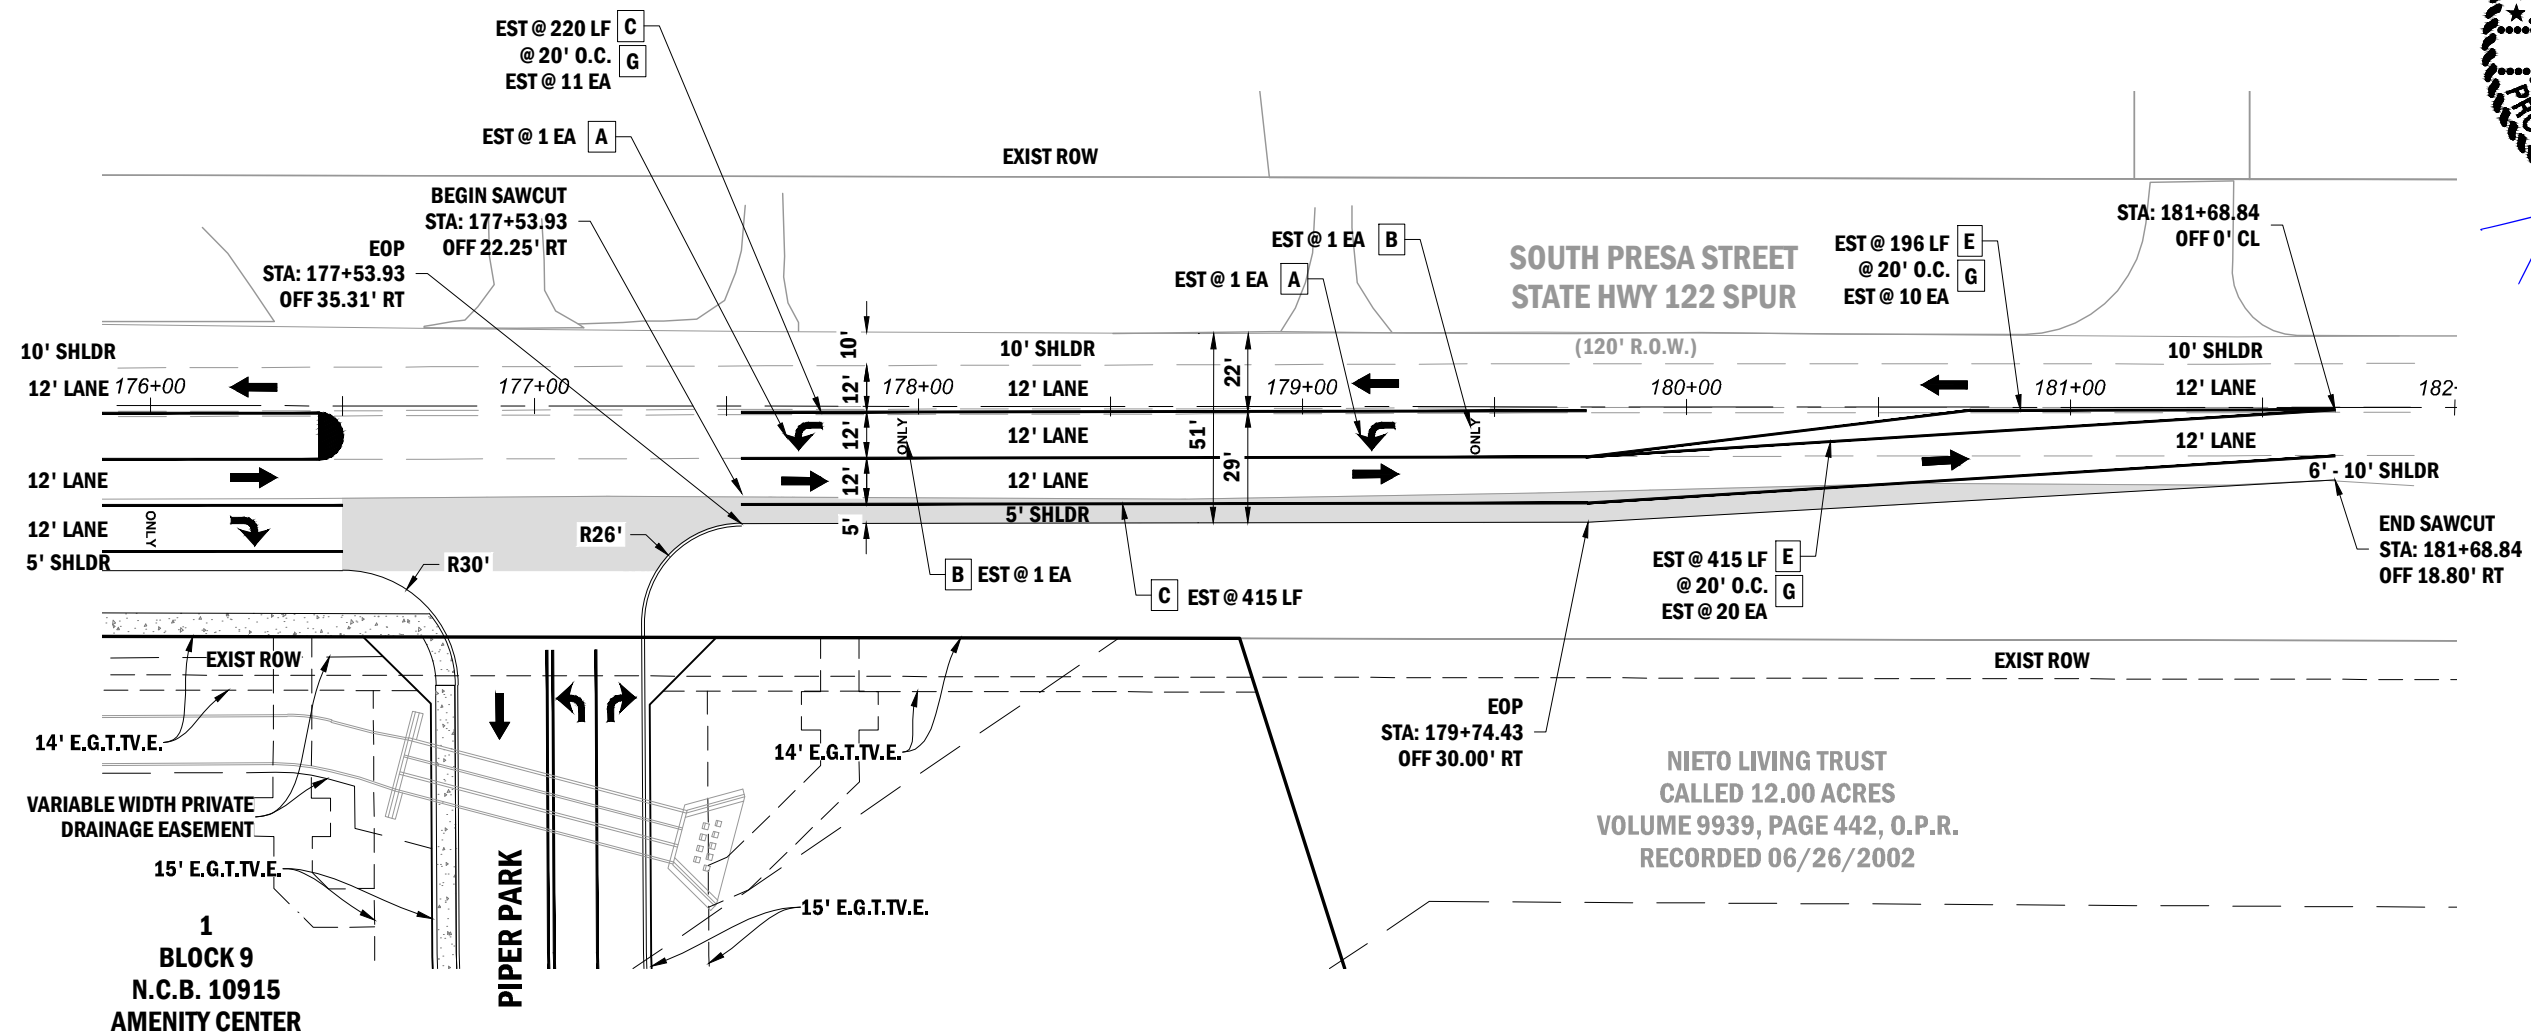 EST @ 220 LF C
@ 20' O.C. G
EST @ 11 EA
EST @ 1 EA A
EXIST ROW
BEGIN SAWCUT
STA: 177+53.93
OFF 22.25' RT
EOP
STA: 177+53.93
OFF 35.31' RT
EST @ 1 EA B
EST @ 1 EA A
SOUTH PRESA STREET
STATE HWY 122 SPUR
(120' R.O.W.)
EST @ 196 LF E
@ 20' O.C. G
EST @ 10 EA
STA: 181+68.84
OFF 0' CL
10' SHLDR
10'
10' SHLDR
10' SHLDR
12' LANE
176+00
177+00
12'
178+00
12' LANE
22'
179+00
180+00
181+00
12' LANE
182+
12'
ONLY
12' LANE
51'
ONLY
12' LANE
12' LANE
12'
12' LANE
29'
6' - 10' SHLDR
12' LANE
ONLY
5' SHLDR
5'
5' SHLDR
R26'
R30'
B EST @ 1 EA
C EST @ 415 LF
EST @ 415 LF E
@ 20' O.C. G
EST @ 20 EA
END SAWCUT
STA: 181+68.84
OFF 18.80' RT
EXIST ROW
EXIST ROW
EOP
STA: 179+74.43
OFF 30.00' RT
14' E.G.T.TV.E.
14' E.G.T.TV.E.
NIETO LIVING TRUST
CALLED 12.00 ACRES
VOLUME 9939, PAGE 442, O.P.R.
RECORDED 06/26/2002
VARIABLE WIDTH PRIVATE
DRAINAGE EASEMENT
15' E.G.T.TV.E.
15' E.G.T.TV.E.
PIPER PARK
1
BLOCK 9
N.C.B. 10915
AMENITY CENTER